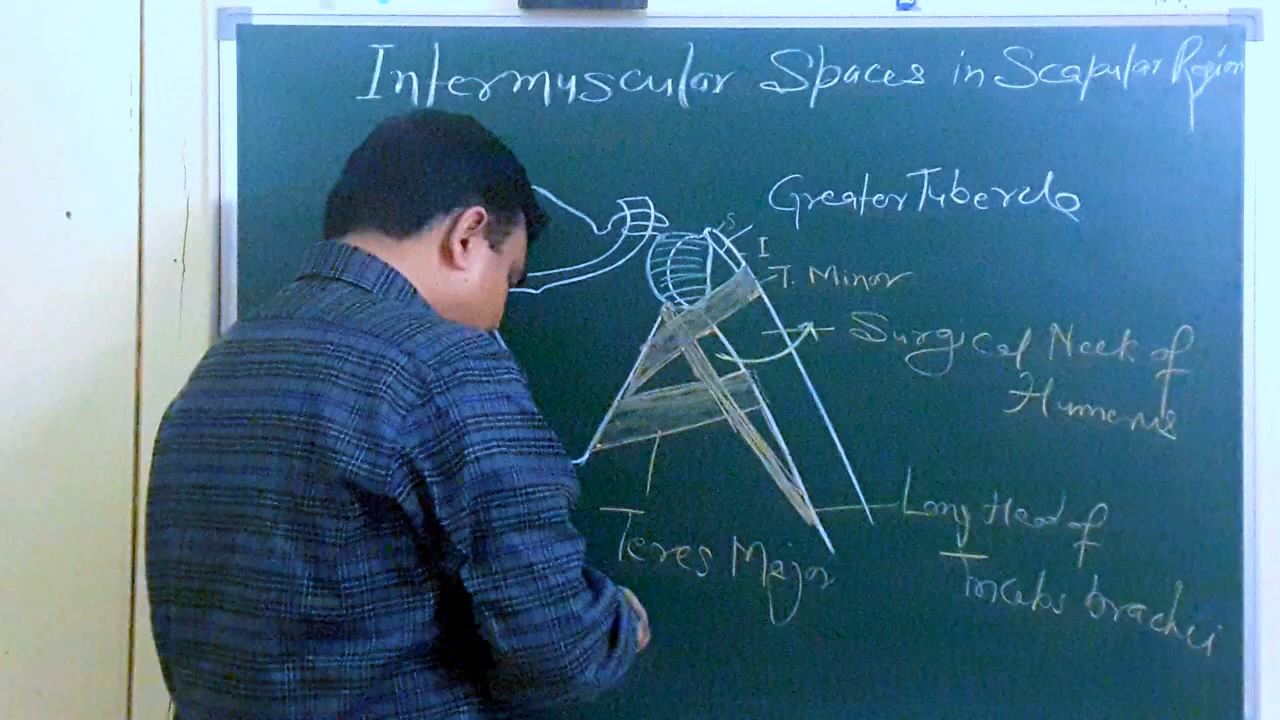 Intermuscular Spaces in Scapular Region
Greater Tubercle
S
I
T. Minor
Surgical Neck of
Humerus
Long Head of
Triceps brachii
Teres Major